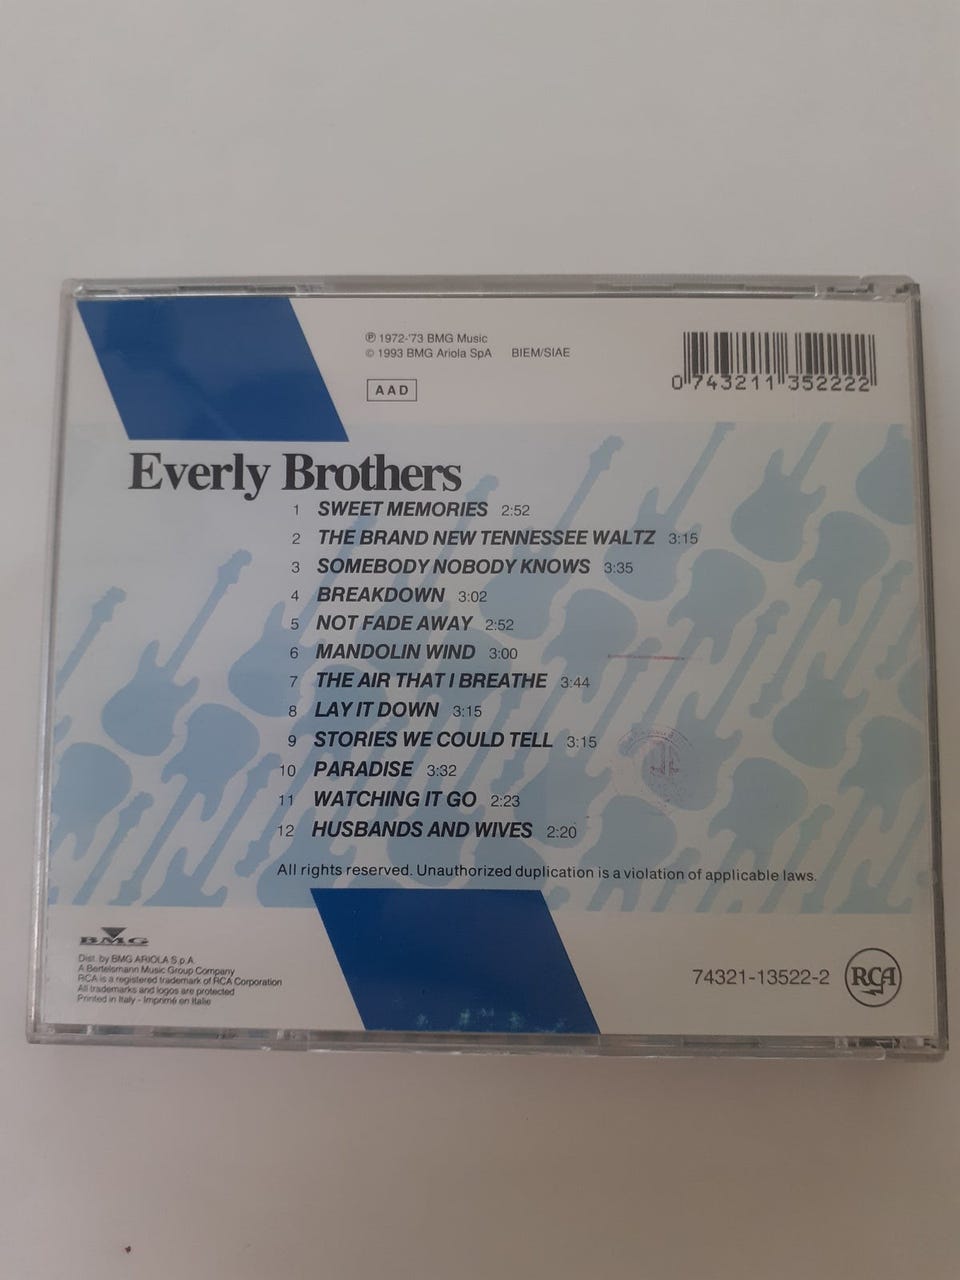 ℗ 1972-'73 BMG Music
© 1993 BMG Ariola SpA BIEM/SIAE
AAD
0 743211 352222
Everly Brothers
1 SWEET MEMORIES 2:52
2 THE BRAND NEW TENNESSEE WALTZ 3:15
3 SOMEBODY NOBODY KNOWS 3:35
4 BREAKDOWN 3:02
5 NOT FADE AWAY 2:52
6 MANDOLIN WIND 3:00
7 THE AIR THAT I BREATHE 3:44
8 LAY IT DOWN 3:15
9 STORIES WE COULD TELL 3:15
10 PARADISE 3:32
11 WATCHING IT GO 2:23
12 HUSBANDS AND WIVES 2:20
All rights reserved. Unauthorized duplication is a violation of applicable laws.
BMG
Dist. by BMG ARIOLA S.p.A.
A Bertelsmann Music Group Company
RCA is a registered trademark of RCA Corporation
All trademarks and logos are protected
Printed in Italy - Imprimé en Italie
74321-13522-2
RCA